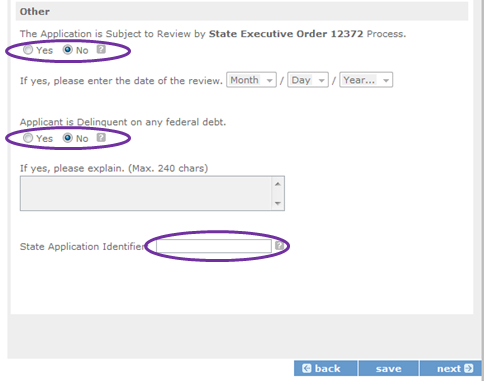 Other
The Application is Subject to Review by State Executive Order 12372 Process.
Yes No ?
If yes, please enter the date of the review. Month / Day / Year...
Applicant is Delinquent on any federal debt.
Yes No ?
If yes, please explain. (Max. 240 chars)
State Application Identifier ?
back save next